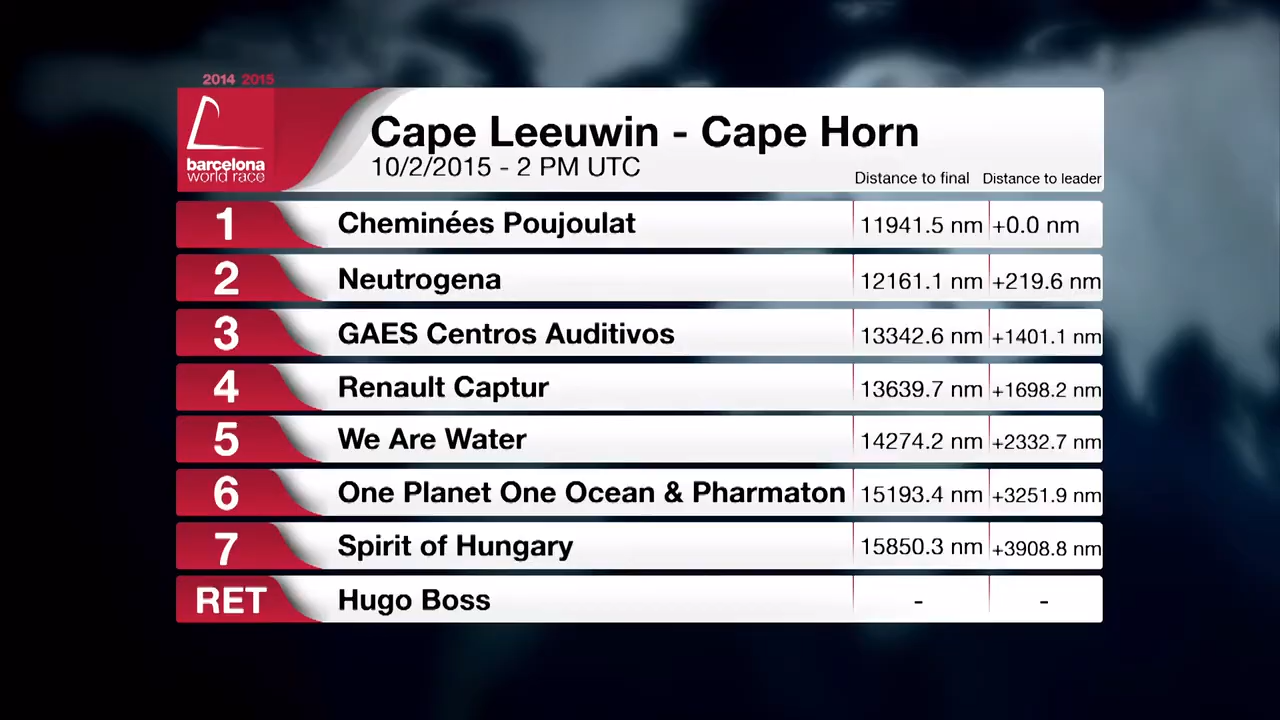 2014 2015
barcelona
world race
Cape Leeuwin - Cape Horn
10/2/2015 - 2 PM UTC
Distance to final Distance to leader
1 Cheminées Poujoulat 11941.5 nm +0.0 nm
2 Neutrogena 12161.1 nm +219.6 nm
3 GAES Centros Auditivos 13342.6 nm +1401.1 nm
4 Renault Captur 13639.7 nm +1698.2 nm
5 We Are Water 14274.2 nm +2332.7 nm
6 One Planet One Ocean & Pharmaton 15193.4 nm +3251.9 nm
7 Spirit of Hungary 15850.3 nm +3908.8 nm
RET Hugo Boss - -